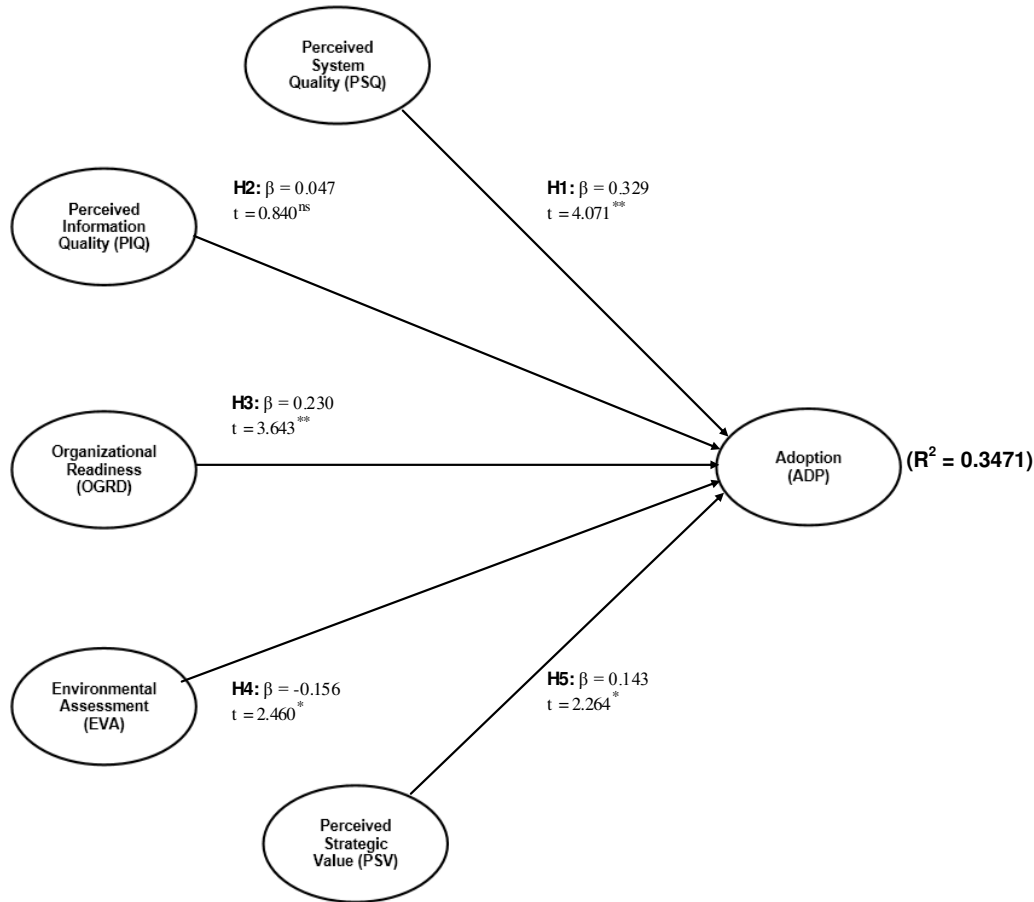 Perceived
System
Quality (PSQ)
H2: β = 0.047
t = 0.840ns
H1: β = 0.329
t = 4.071**
Perceived
Information
Quality (PIQ)
H3: β = 0.230
t = 3.643**
Organizational
Readiness
(OGRD)
Adoption
(ADP)
(R² = 0.3471)
Environmental
Assessment
(EVA)
H4: β = -0.156
t = 2.460*
H5: β = 0.143
t = 2.264*
Perceived
Strategic
Value (PSV)